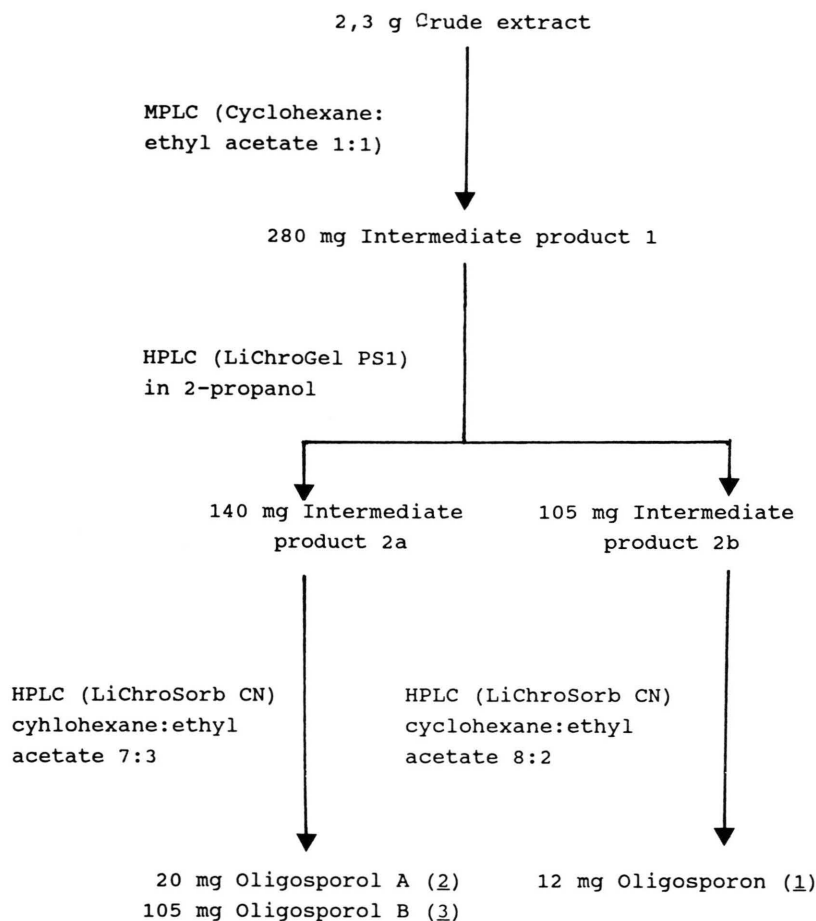 2,3 g Crude extract
MPLC (Cyclohexane:
ethyl acetate 1:1)
280 mg Intermediate product 1
HPLC (LiChroGel PS1)
in 2-propanol
140 mg Intermediate
product 2a
105 mg Intermediate
product 2b
HPLC (LiChroSorb CN)
cyhlohexane:ethyl
acetate 7:3
HPLC (LiChroSorb CN)
cyclohexane:ethyl
acetate 8:2
20 mg Oligosporol A (2)
105 mg Oligosporol B (3)
12 mg Oligosporon (1)